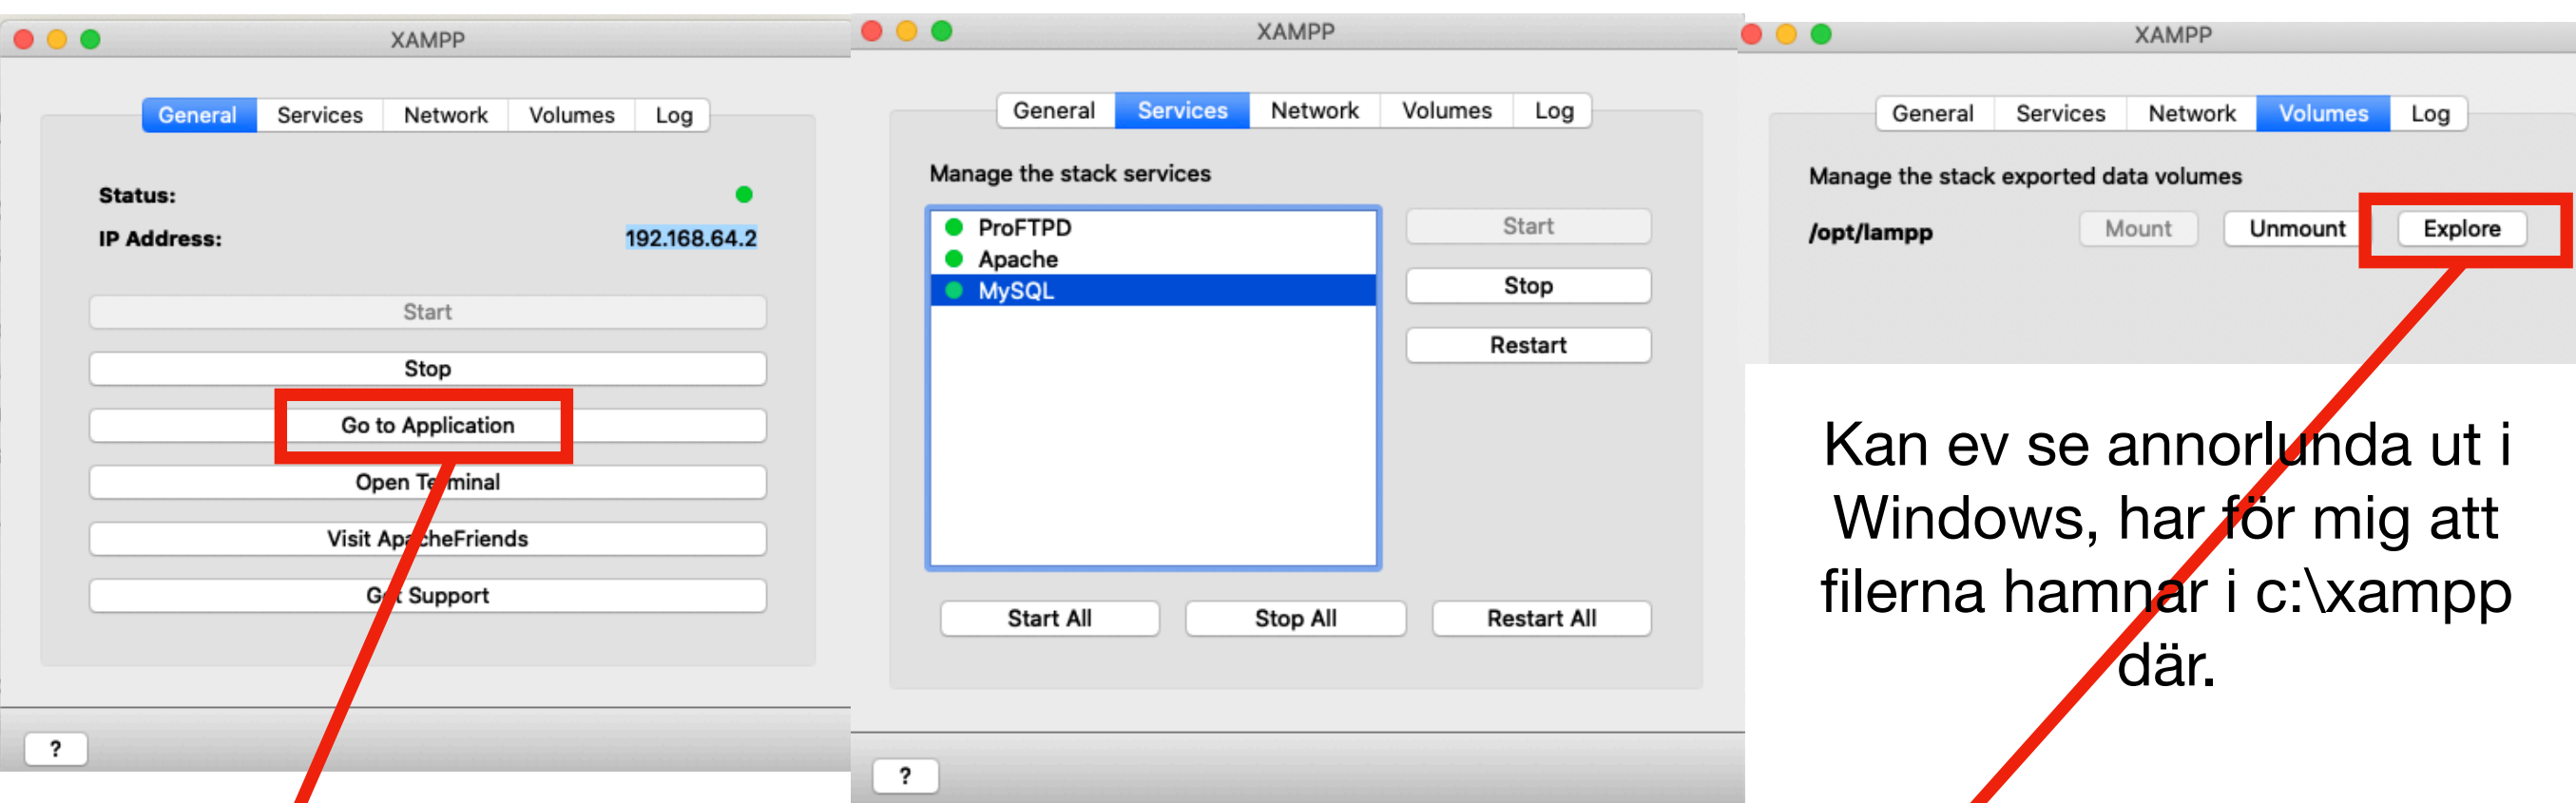 XAMPP
General Services Network Volumes Log
Status:
IP Address: 192.168.64.2
Start
Stop
Go to Application
Open Terminal
Visit ApacheFriends
Get Support
?
XAMPP
General Services Network Volumes Log
Manage the stack services
ProFTPD
Apache
MySQL
Start
Stop
Restart
Start All Stop All Restart All
?
XAMPP
General Services Network Volumes Log
Manage the stack exported data volumes
/opt/lampp Mount Unmount Explore
Kan ev se annorlunda ut i
Windows, har för mig att
filerna hamnar i c:\xampp
där.